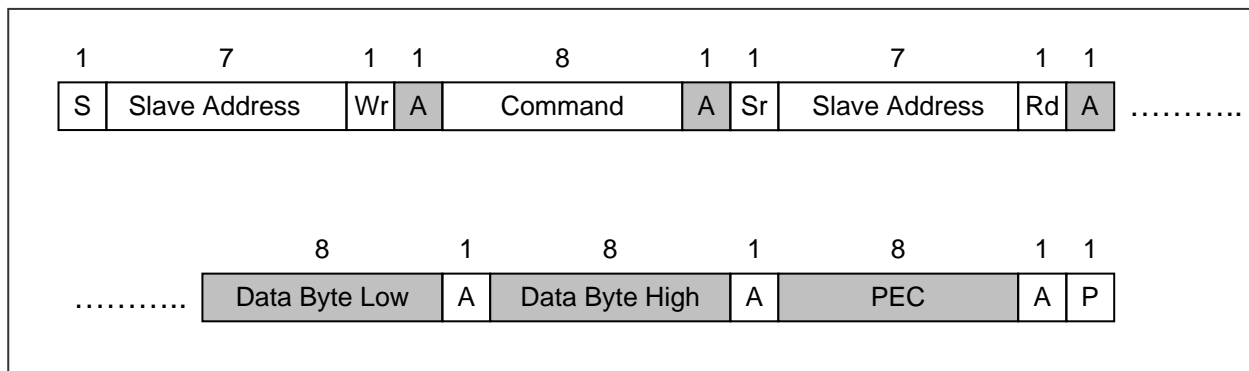 1 7 1 1 8 1 1 7 1 1
S Slave Address Wr A Command A Sr Slave Address Rd A ………..
8 1 8 1 8 1 1
……….. Data Byte Low A Data Byte High A PEC A P